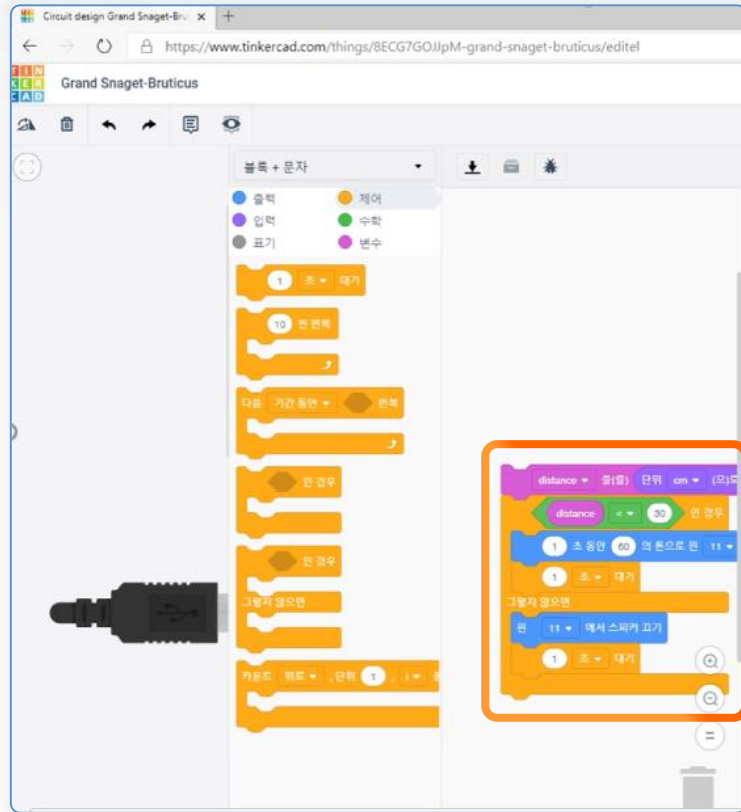 Circuit design Grand Snaget-Bru
https://www.tinkercad.com/things/8ECG7GOJJpM-grand-snaget-bruticus/editel
TIN
KER
CAD
Grand Snaget-Bruticus
블록 + 문자
출력
제어
입력
수학
표기
변수
1 초 대기
10 번 반복
다음 기간 동안 반복
인 경우
인 경우
그렇지 않으면
카운트 위로 , 단위 1 , i
distance 을(를) 단위 cm (으)로
distance < 30 인 경우
1 초 동안 60 의 톤으로 핀 11
1 초 대기
그렇지 않으면
핀 11 에서 스피커 끄기
1 초 대기